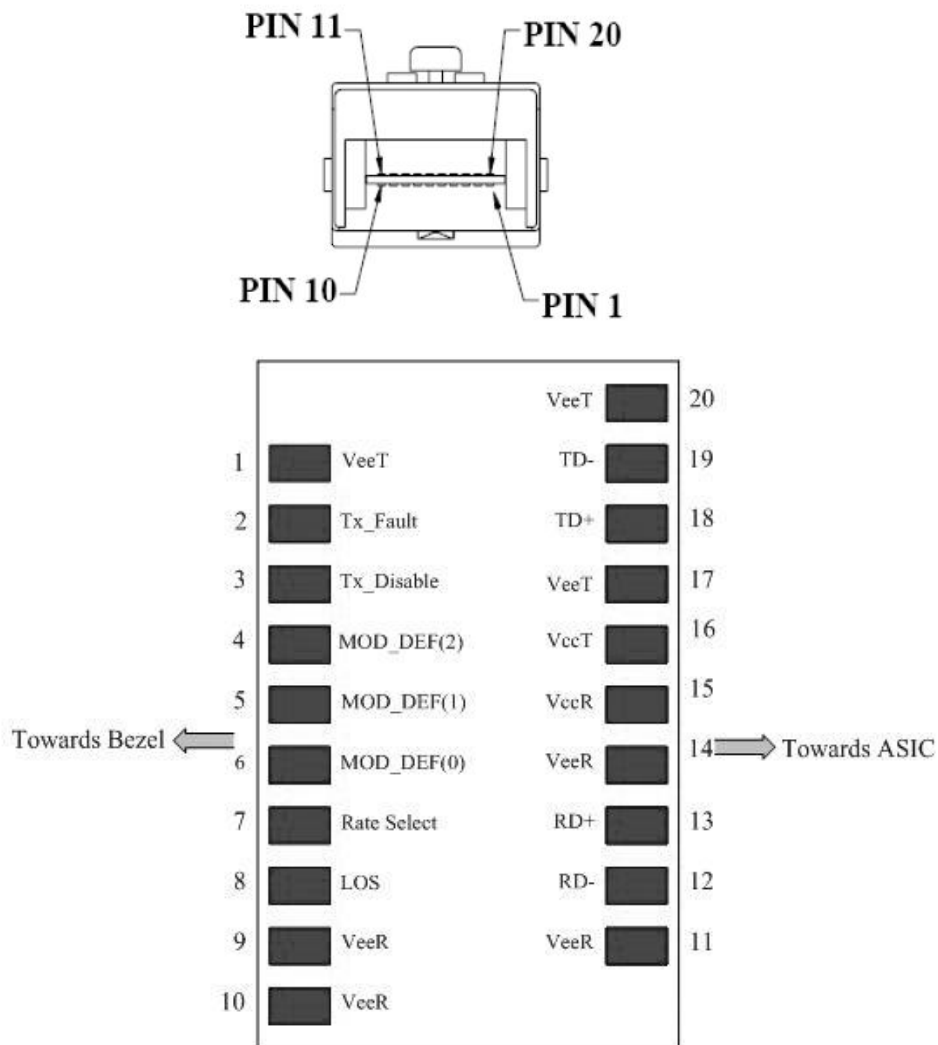 PIN 11
PIN 20
PIN 10
PIN 1
VeeT 20
1 VeeT TD- 19
2 Tx_Fault TD+ 18
3 Tx_Disable VeeT 17
4 MOD_DEF(2) VccT 16
5 MOD_DEF(1) VccR 15
Towards Bezel 6 MOD_DEF(0) VeeR 14 Towards ASIC
7 Rate Select RD+ 13
8 LOS RD- 12
9 VeeR VeeR 11
10 VeeR